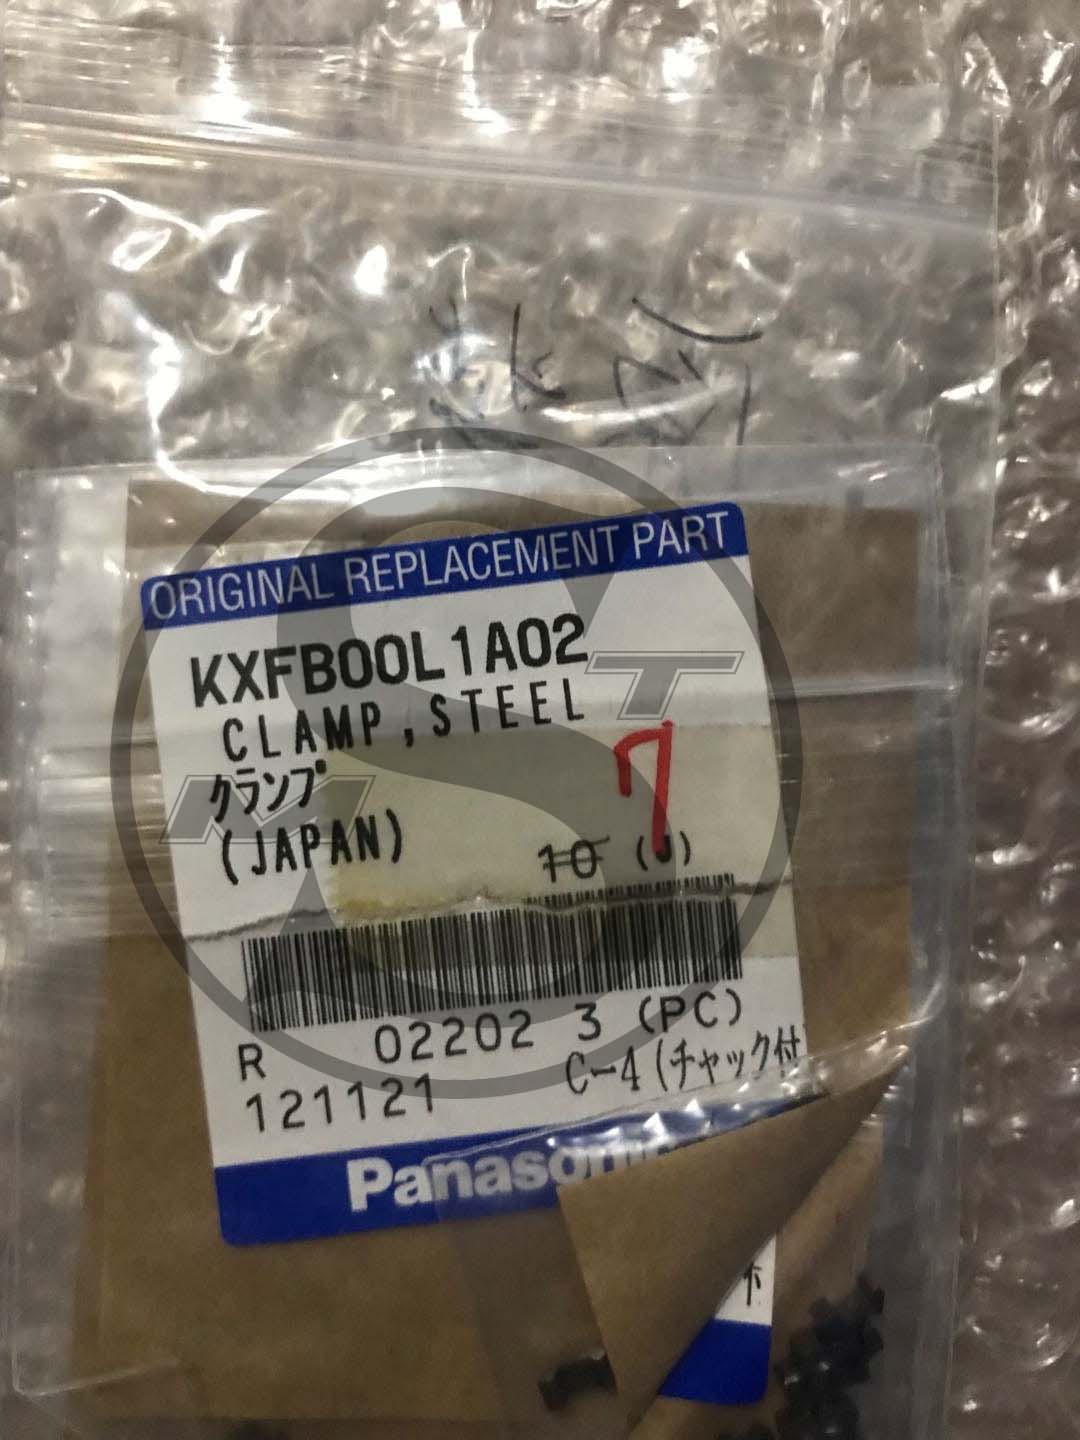 ORIGINAL REPLACEMENT PART
KXFB00L1A02
CLAMP,STEEL
クランプ
7
(JAPAN)
10 (J)
R 02202 3 (PC)
121121 C-4(チャック付
Panasonic
S
T
M